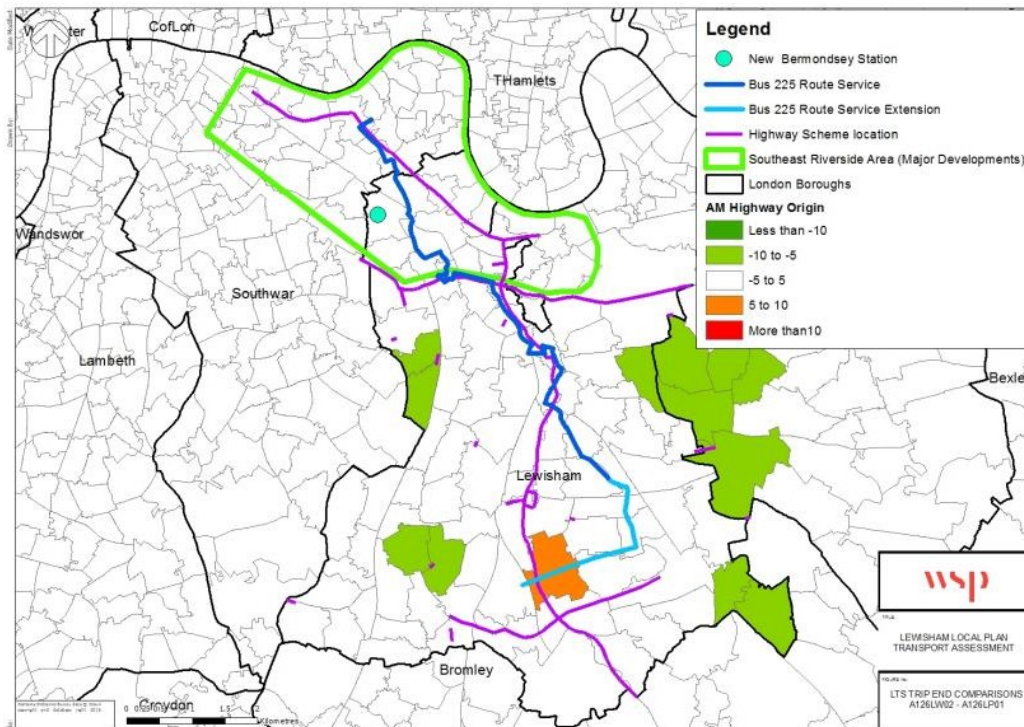 CofLon
THamlets
Wandswor
Southwar
Lambeth
Lewisham
Bexle
Bromley
Croydon
Legend
New Bermondsey Station
Bus 225 Route Service
Bus 225 Route Service Extension
Highway Scheme location
Southeast Riverside Area (Major Developments)
London Boroughs
AM Highway Origin
Less than -10
-10 to -5
-5 to 5
5 to 10
More than10
wsp
TITLE
LEWISHAM LOCAL PLAN
TRANSPORT ASSESSMENT
FIGURE No
LTS TRIP END COMPARISONS
A126LW02 - A126LP01
Kilometres